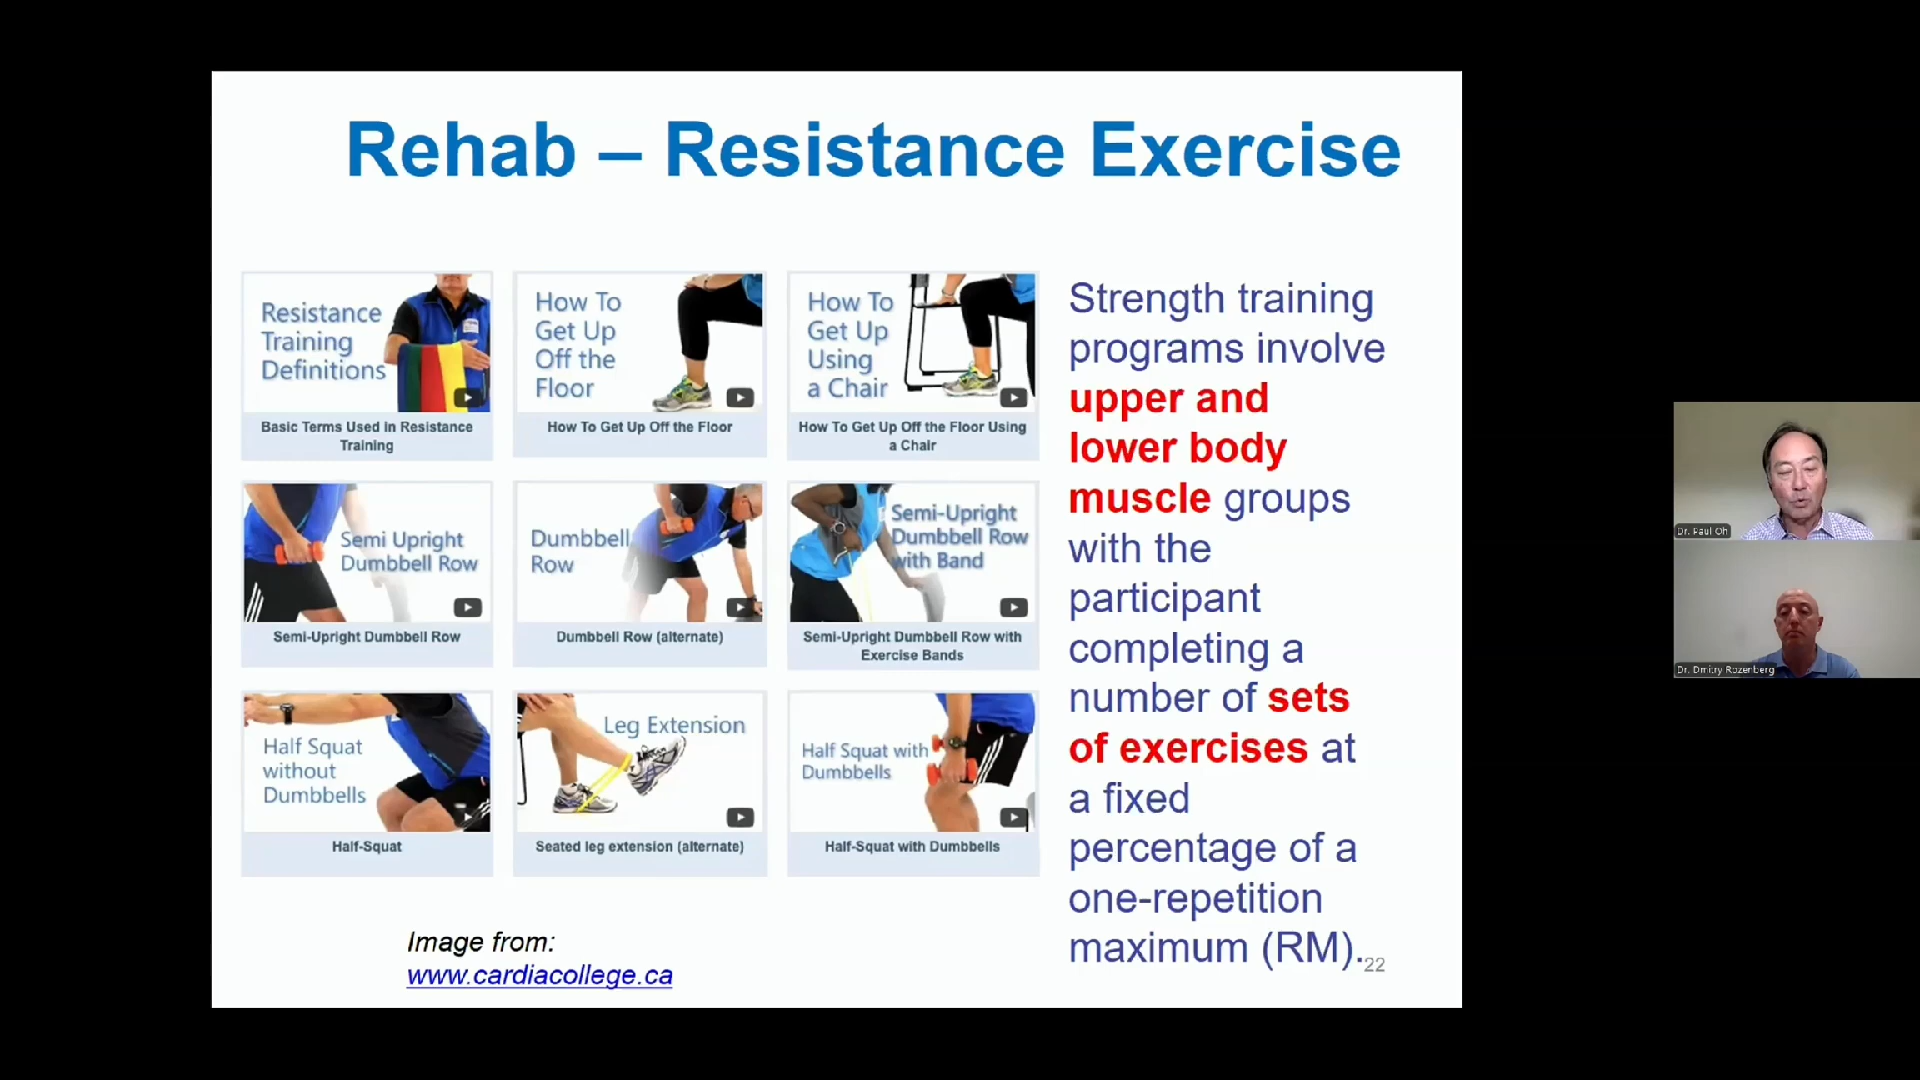 Rehab – Resistance Exercise
Resistance
Training
Definitions
Basic Terms Used in Resistance
Training
How To
Get Up
Off the
Floor
How To Get Up Off the Floor
How To
Get Up
Using
a Chair
How To Get Up Off the Floor Using
a Chair
Semi Upright
Dumbbell Row
Semi-Upright Dumbbell Row
Dumbbell
Row
Dumbbell Row (alternate)
Semi-Upright
Dumbbell Row
with Band
Semi-Upright Dumbbell Row with
Exercise Bands
Half Squat
without
Dumbbells
Half-Squat
Leg Extension
Seated leg extension (alternate)
Half Squat with
Dumbbells
Half-Squat with Dumbbells
Image from:
www.cardiacollege.ca
Strength training
programs involve
upper and
lower body
muscle groups
with the
participant
completing a
number of sets
of exercises at
a fixed
percentage of a
one-repetition
maximum (RM).
22
Dr. Paul Oh
Dr. Dmitry Rozenberg